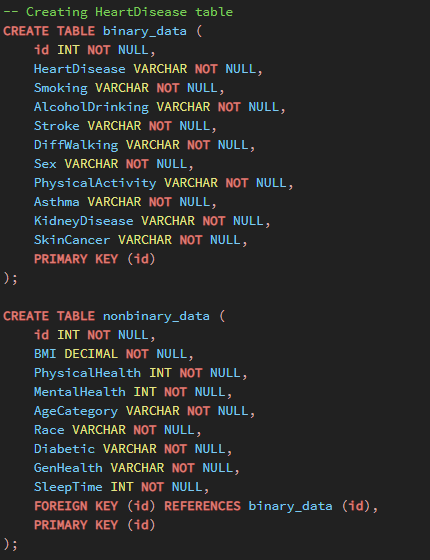 -- Creating HeartDisease table
CREATE TABLE binary_data (
    id INT NOT NULL,
    HeartDisease VARCHAR NOT NULL,
    Smoking VARCHAR NOT NULL,
    AlcoholDrinking VARCHAR NOT NULL,
    Stroke VARCHAR NOT NULL,
    DiffWalking VARCHAR NOT NULL,
    Sex VARCHAR NOT NULL,
    PhysicalActivity VARCHAR NOT NULL,
    Asthma VARCHAR NOT NULL,
    KidneyDisease VARCHAR NOT NULL,
    SkinCancer VARCHAR NOT NULL,
    PRIMARY KEY (id)
);

CREATE TABLE nonbinary_data (
    id INT NOT NULL,
    BMI DECIMAL NOT NULL,
    PhysicalHealth INT NOT NULL,
    MentalHealth INT NOT NULL,
    AgeCategory VARCHAR NOT NULL,
    Race VARCHAR NOT NULL,
    Diabetic VARCHAR NOT NULL,
    GenHealth VARCHAR NOT NULL,
    SleepTime INT NOT NULL,
    FOREIGN KEY (id) REFERENCES binary_data (id),
    PRIMARY KEY (id)
);